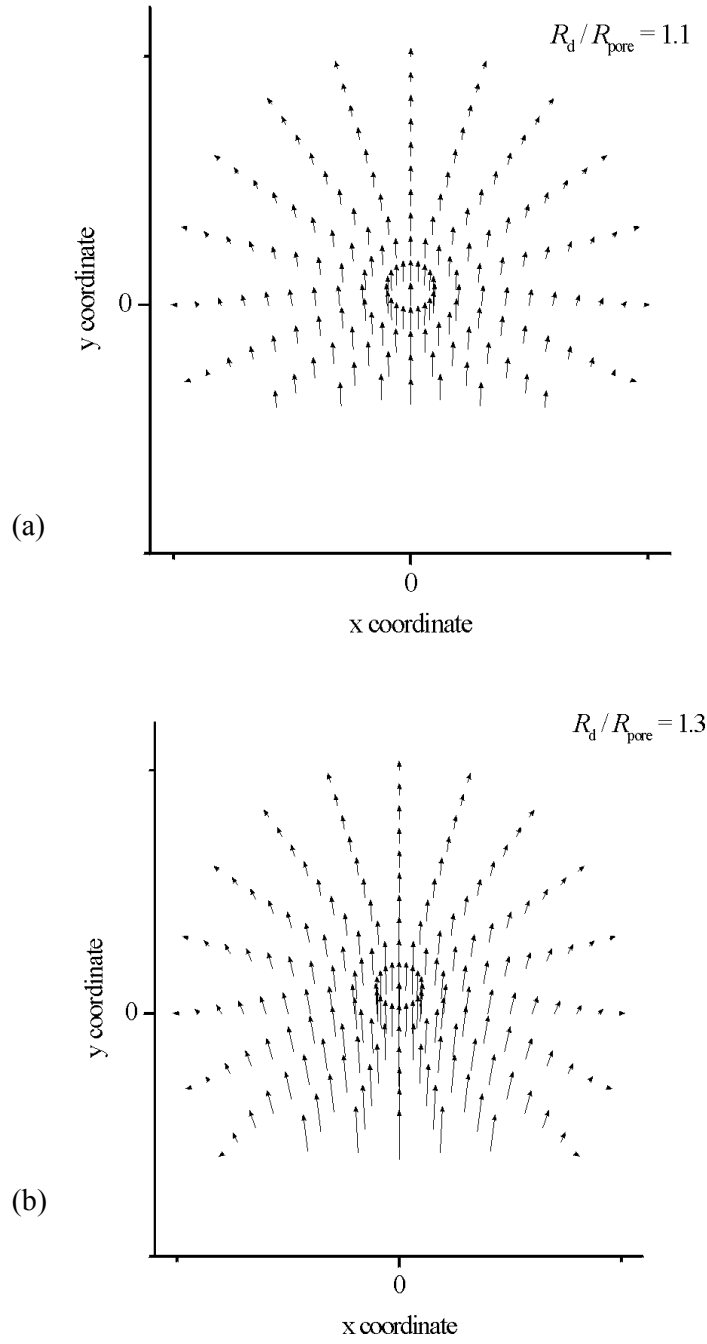 R_d / R_pore = 1.1
y coordinate
0
(a)
0
x coordinate
R_d / R_pore = 1.3
y coordinate
0
(b)
0
x coordinate